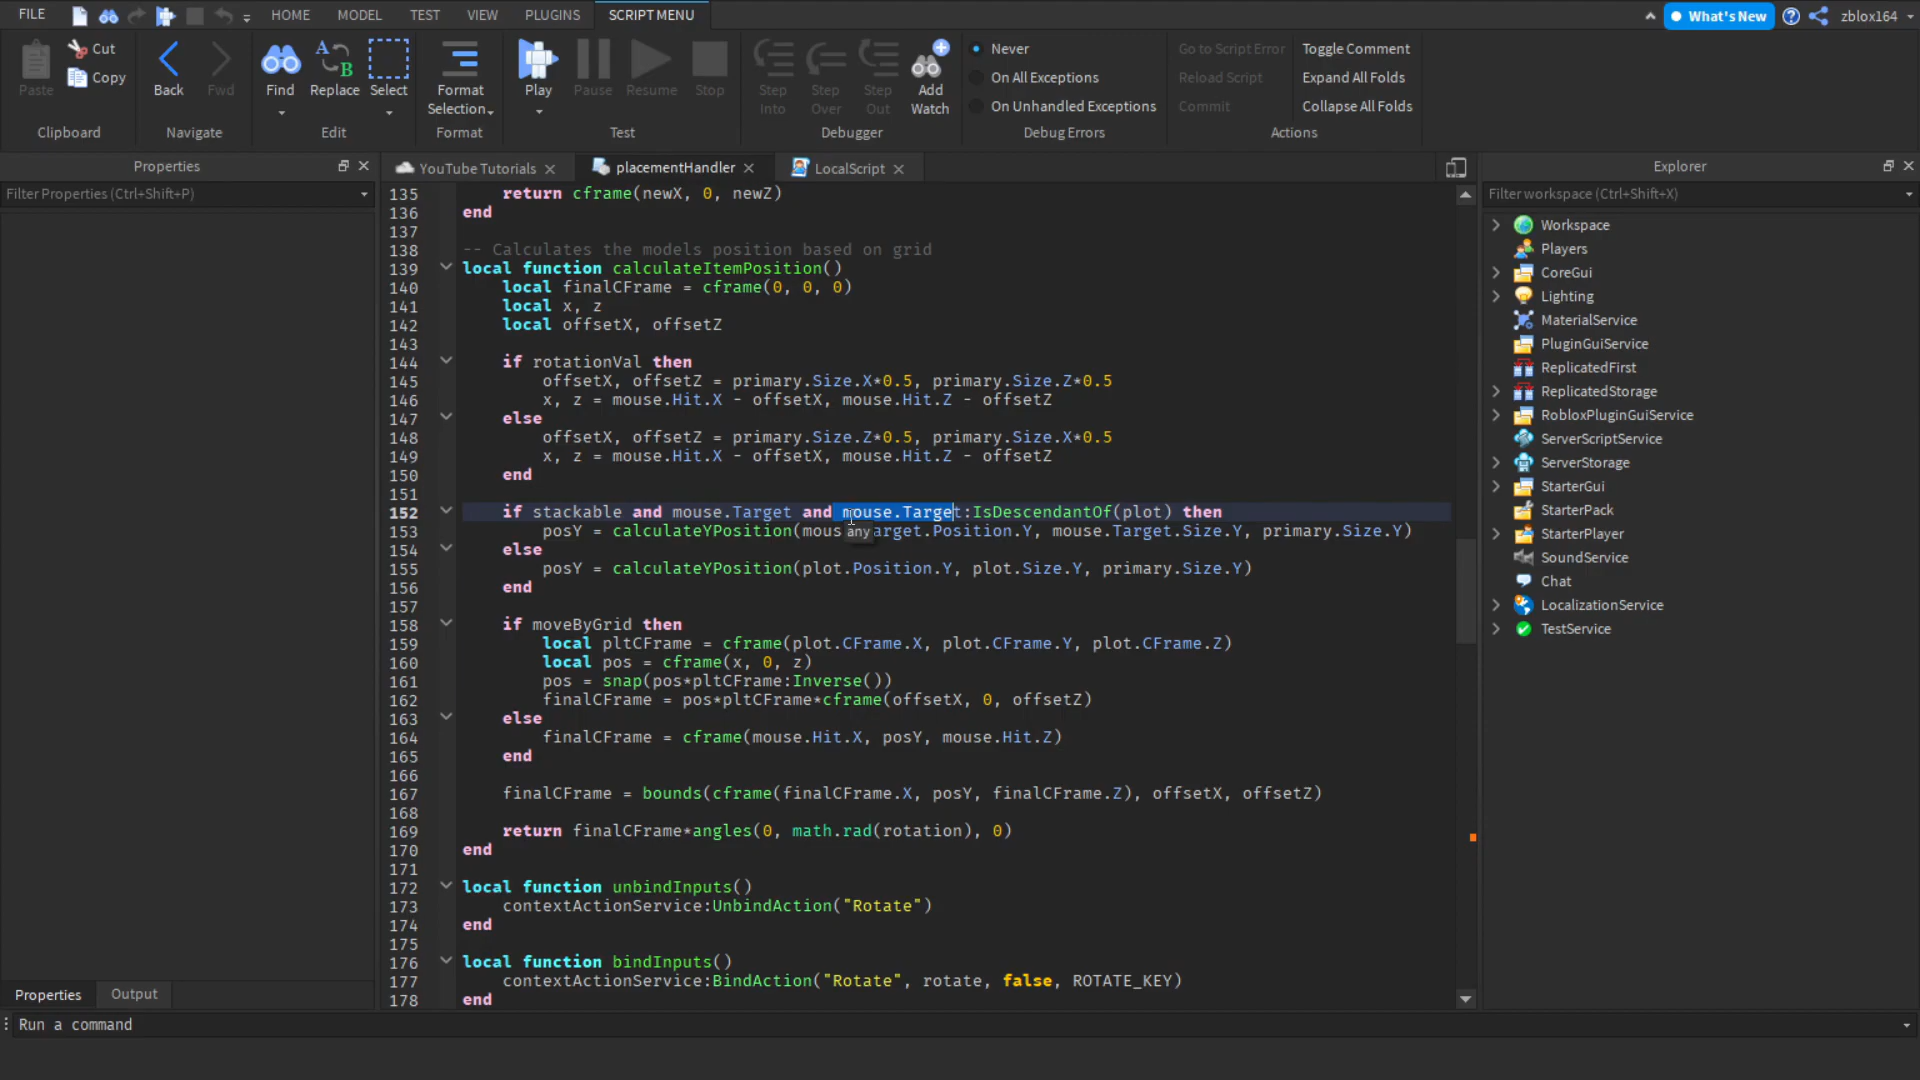 FILE
HOME
MODEL
TEST
VIEW
PLUGINS
SCRIPT MENU
What's New
zblox164
Paste
Cut
Copy
Clipboard
Back
Fwd
Navigate
Find
Replace
Select
Edit
Format
Selection
Format
Play
Pause
Resume
Stop
Test
Step
Into
Step
Over
Step
Out
Add
Watch
Debugger
Never
On All Exceptions
On Unhandled Exceptions
Debug Errors
Go to Script Error
Reload Script
Commit
Toggle Comment
Expand All Folds
Collapse All Folds
Actions
Properties
Filter Properties (Ctrl+Shift+P)
YouTube Tutorials
placementHandler
LocalScript
135 return cframe(newX, 0, newZ)
136 end
137
138 -- Calculates the models position based on grid
139 local function calculateItemPosition()
140 local finalCFrame = cframe(0, 0, 0)
141 local x, z
142 local offsetX, offsetZ
143
144 if rotationVal then
145 offsetX, offsetZ = primary.Size.X*0.5, primary.Size.Z*0.5
146 x, z = mouse.Hit.X - offsetX, mouse.Hit.Z - offsetZ
147 else
148 offsetX, offsetZ = primary.Size.Z*0.5, primary.Size.X*0.5
149 x, z = mouse.Hit.X - offsetX, mouse.Hit.Z - offsetZ
150 end
151
152 if stackable and mouse.Target and mouse.Target:IsDescendantOf(plot) then
153 posY = calculateYPosition(mous any arget.Position.Y, mouse.Target.Size.Y, primary.Size.Y)
154 else
155 posY = calculateYPosition(plot.Position.Y, plot.Size.Y, primary.Size.Y)
156 end
157
158 if moveByGrid then
159 local pltCFrame = cframe(plot.CFrame.X, plot.CFrame.Y, plot.CFrame.Z)
160 local pos = cframe(x, 0, z)
161 pos = snap(pos*pltCFrame:Inverse())
162 finalCFrame = pos*pltCFrame*cframe(offsetX, 0, offsetZ)
163 else
164 finalCFrame = cframe(mouse.Hit.X, posY, mouse.Hit.Z)
165 end
166
167 finalCFrame = bounds(cframe(finalCFrame.X, posY, finalCFrame.Z), offsetX, offsetZ)
168
169 return finalCFrame*angles(0, math.rad(rotation), 0)
170 end
171
172 local function unbindInputs()
173 contextActionService:UnbindAction("Rotate")
174 end
175
176 local function bindInputs()
177 contextActionService:BindAction("Rotate", rotate, false, ROTATE_KEY)
178 end
Explorer
Filter workspace (Ctrl+Shift+X)
Workspace
Players
CoreGui
Lighting
MaterialService
PluginGuiService
ReplicatedFirst
ReplicatedStorage
RobloxPluginGuiService
ServerScriptService
ServerStorage
StarterGui
StarterPack
StarterPlayer
SoundService
Chat
LocalizationService
TestService
Properties
Output
Run a command